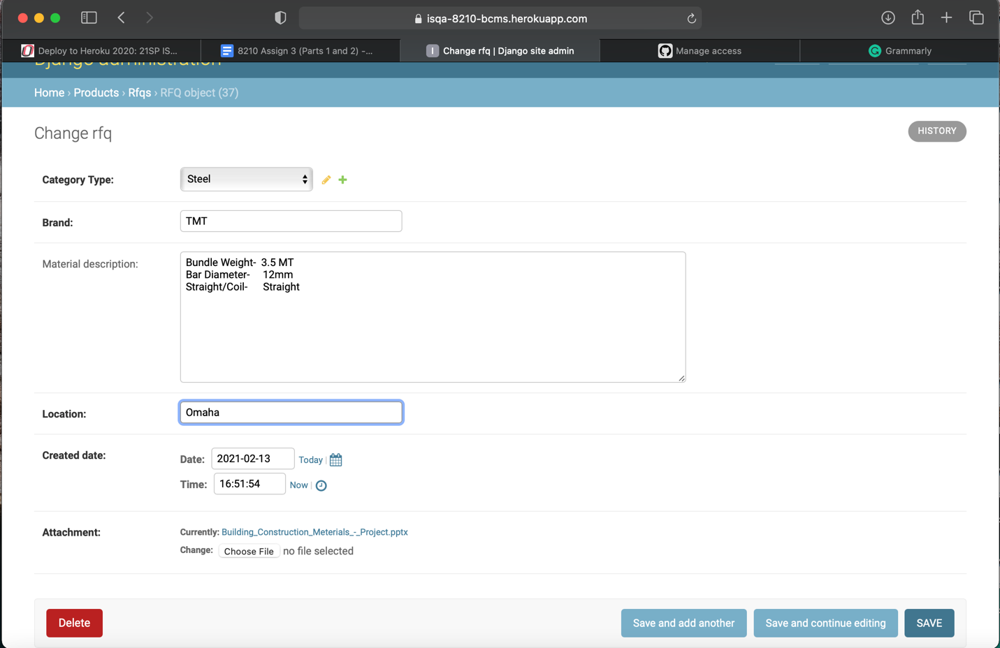 isqa-8210-bcms.herokuapp.com
Deploy to Heroku 2020: 21SP IS...
8210 Assign 3 (Parts 1 and 2) -...
I Change rfq | Django site admin
Manage access
G Grammarly
Django administration
Home › Products › Rfqs › RFQ object (37)
Change rfq
HISTORY
Category Type: Steel
Brand: TMT
Material description:
Bundle Weight- 3.5 MT
Bar Diameter- 12mm
Straight/Coil- Straight
Location: Omaha
Created date:
Date: 2021-02-13 Today |
Time: 16:51:54 Now |
Attachment:
Currently: Building_Construction_Meterials_-_Project.pptx
Change: Choose File no file selected
Delete
Save and add another
Save and continue editing
SAVE